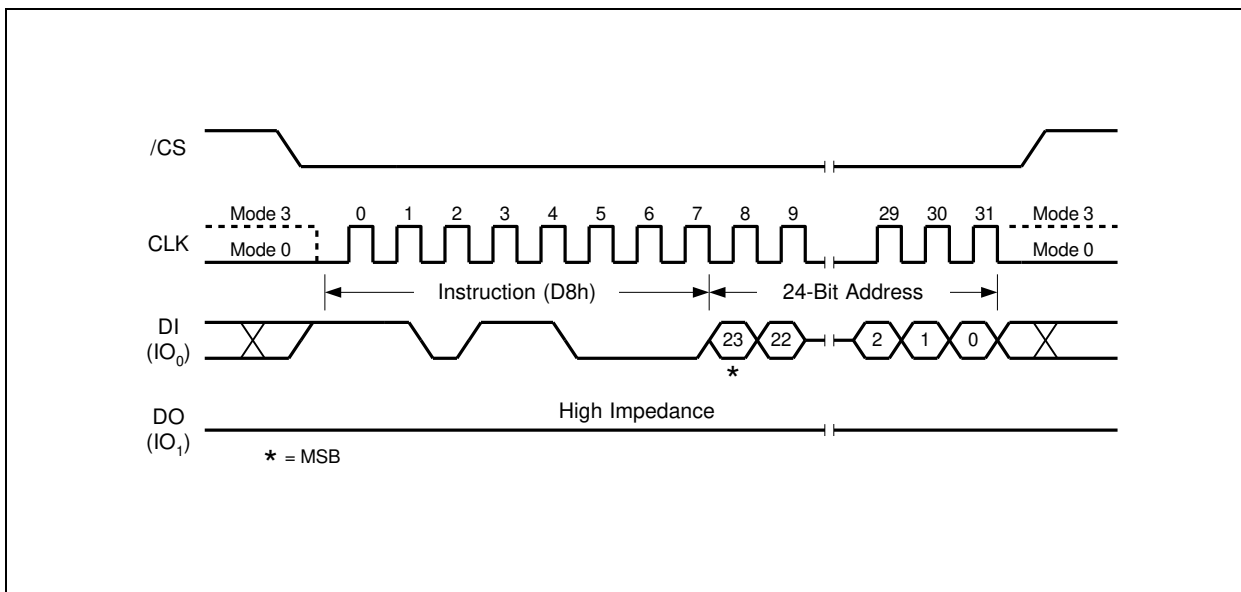 /CS
Mode 3 0 1 2 3 4 5 6 7 8 9 29 30 31 Mode 3
CLK Mode 0 Mode 0
Instruction (D8h) 24-Bit Address
DI
(IO0) 23 22 2 1 0
*
High Impedance
DO
(IO1)
* = MSB